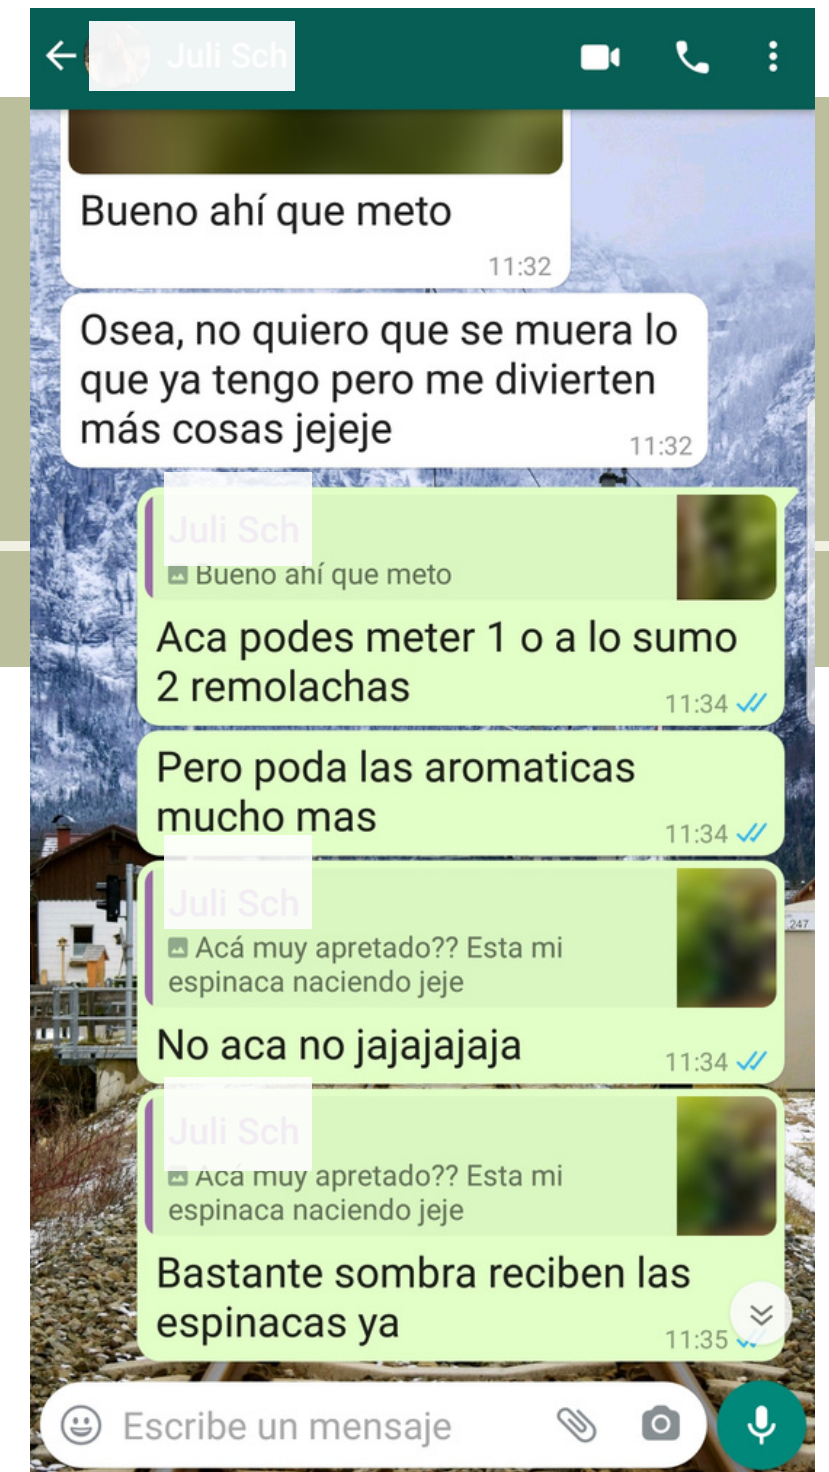 Juli Sch
Bueno ahí que meto
11:32
Osea, no quiero que se muera lo
que ya tengo pero me divierten
más cosas jejeje
11:32
Juli Sch
Bueno ahí que meto
Aca podes meter 1 o a lo sumo
2 remolachas
11:34
Pero poda las aromaticas
mucho mas
11:34
Juli Sch
Acá muy apretado?? Esta mi
espinaca naciendo jeje
No aca no jajajajaja
11:34
Juli Sch
Acá muy apretado?? Esta mi
espinaca naciendo jeje
Bastante sombra reciben las
espinacas ya
11:35
247
Escribe un mensaje